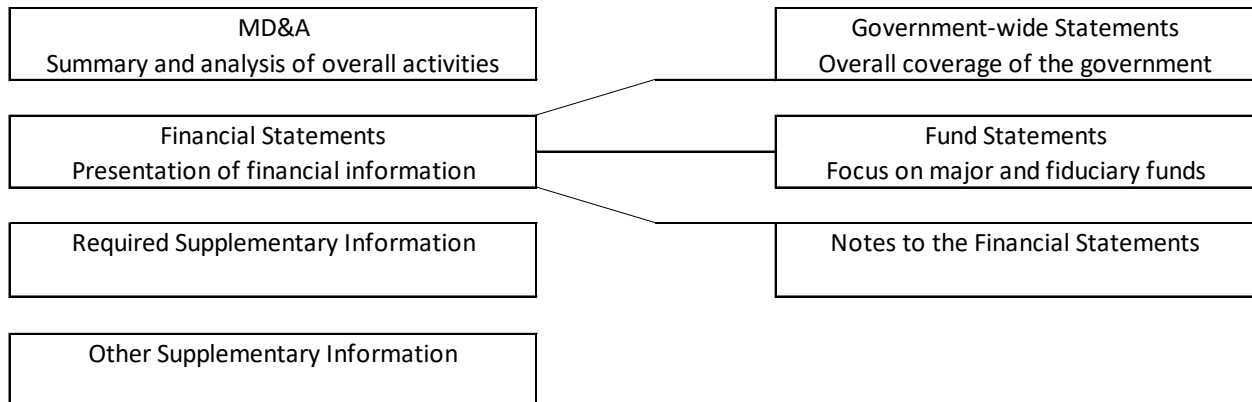 MD&A
Summary and analysis of overall activities
Government-wide Statements
Overall coverage of the government
Financial Statements
Presentation of financial information
Fund Statements
Focus on major and fiduciary funds
Required Supplementary Information
Notes to the Financial Statements
Other Supplementary Information